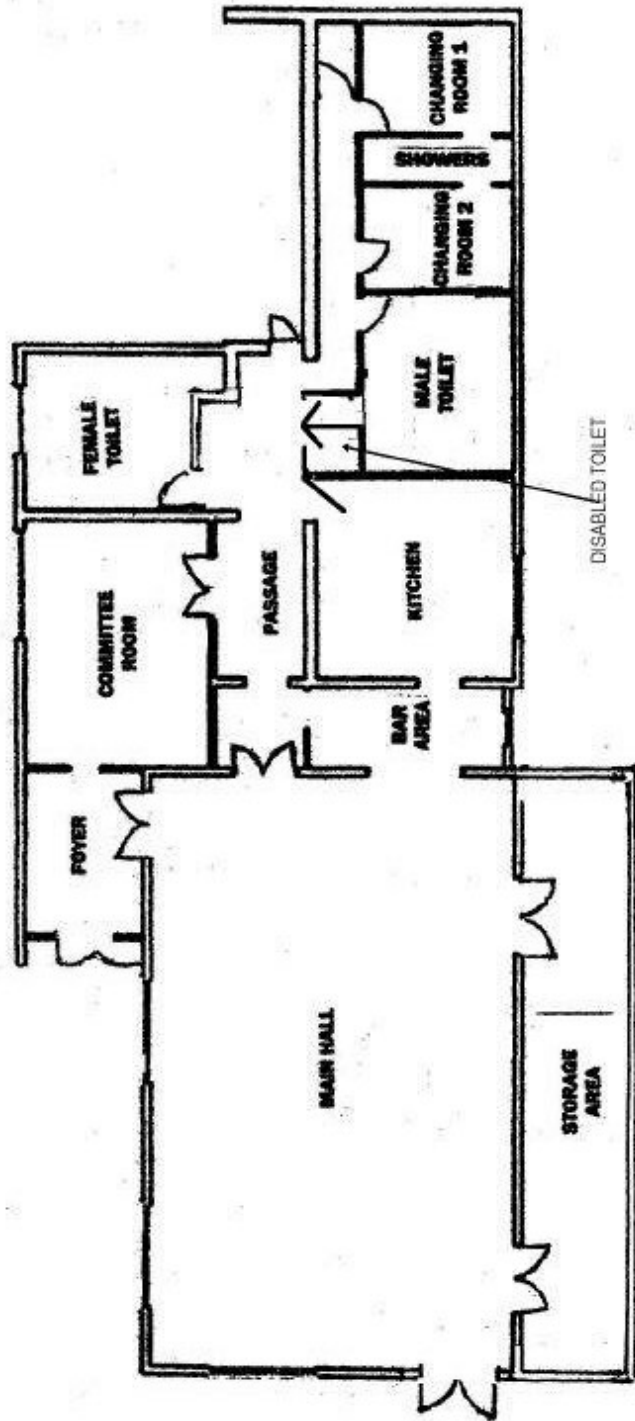 FOYER
COMMITTEE
ROOM
FEMALE
TOILET
MAIN HALL
BAR
AREA
PASSAGE
KITCHEN
MALE
TOILET
CHANGING
ROOM 2
SHOWERS
CHANGING
ROOM 1
STORAGE
AREA
DISABLED TOILET